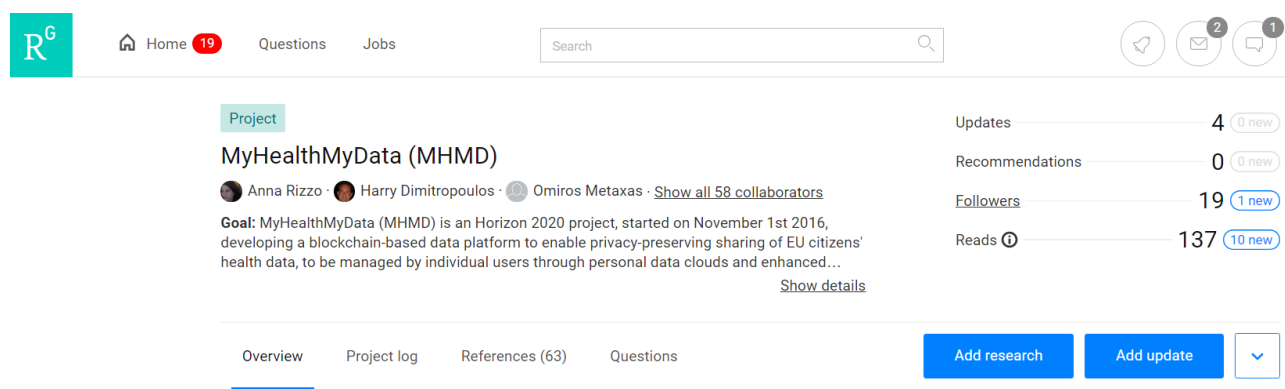 RG
Home 19 Questions Jobs Search 2 1
Project
MyHealthMyData (MHMD)
Anna Rizzo · Harry Dimitropoulos · Omiros Metaxas · Show all 58 collaborators
Goal: MyHealthMyData (MHMD) is an Horizon 2020 project, started on November 1st 2016,
developing a blockchain-based data platform to enable privacy-preserving sharing of EU citizens'
health data, to be managed by individual users through personal data clouds and enhanced...
Show details
Updates 4 0 new
Recommendations 0 0 new
Followers 19 1 new
Reads 137 10 new
Overview Project log References (63) Questions Add research Add update